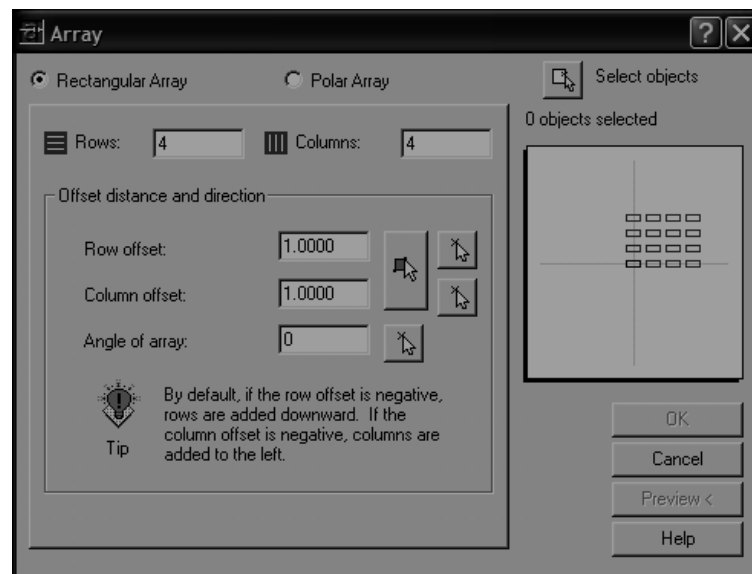 Array
Rectangular Array
Polar Array
Select objects
0 objects selected
Rows: 4
Columns: 4
Offset distance and direction
Row offset: 1.0000
Column offset: 1.0000
Angle of array: 0
Tip
By default, if the row offset is negative,
rows are added downward. If the
column offset is negative, columns are
added to the left.
OK
Cancel
Preview <
Help